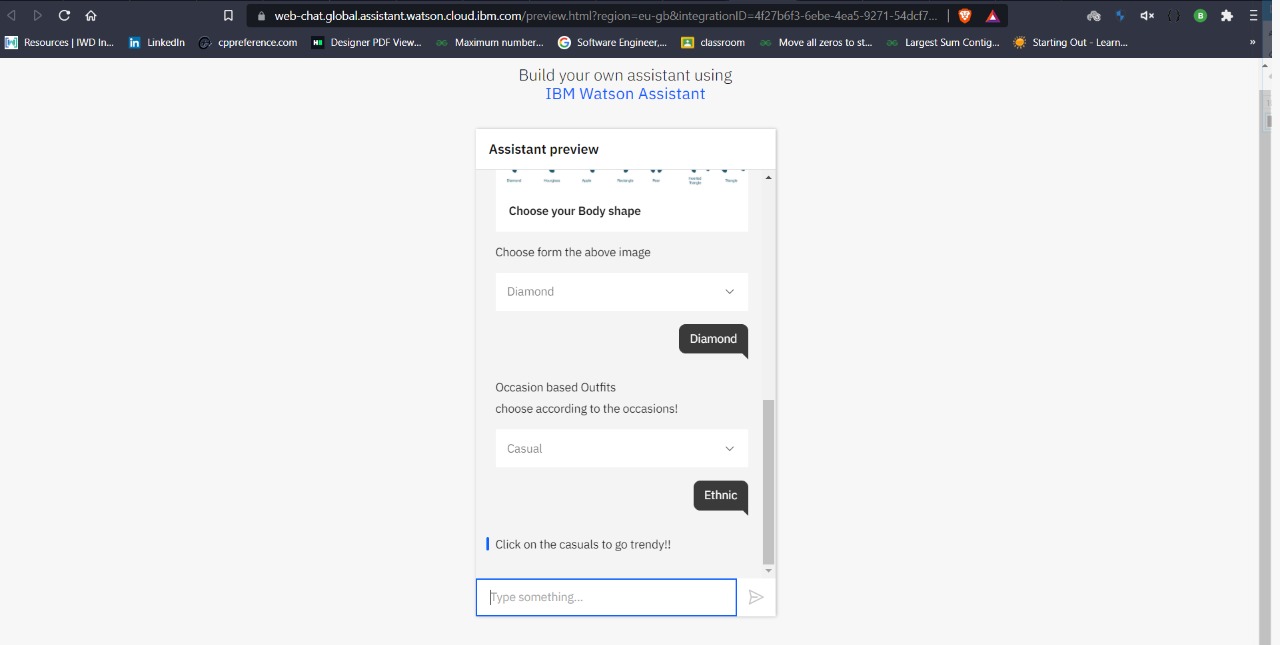 web-chat.global.assistant.watson.cloud.ibm.com/preview.html?region=eu-gb&integrationID=4f27b6f3-6ebe-4ea5-9271-54dcf7...
Resources | IWD In... LinkedIn cppreference.com Designer PDF View... Maximum number... Software Engineer,... classroom Move all zeros to st... Largest Sum Contig... Starting Out - Learn... »
Build your own assistant using
IBM Watson Assistant
Assistant preview
Diamond Hourglass Apple Rectangle Pear Inverted Triangle Triangle
Choose your Body shape
Choose form the above image
Diamond
Diamond
Occasion based Outfits
choose according to the occasions!
Casual
Ethnic
Click on the casuals to go trendy!!
Type something...